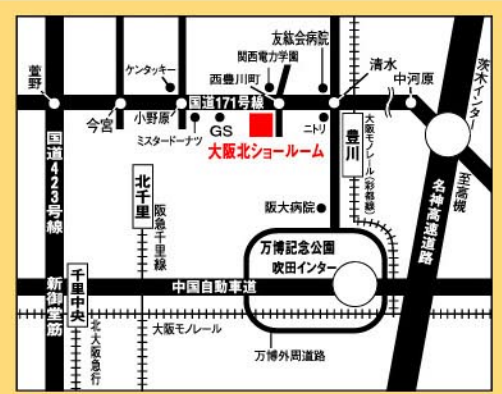 友紘会病院
関西電力学園
ケンタッキー
西豊川町
清水
中河原
茨木インター
萱野
国道171号線
今宮
小野原
ミスタードーナツ
GS
ニトリ
大阪北ショールーム
豊川
大阪モノレール(彩都線)
至高槻
名神高速道路
国道423号線
新御堂筋
北千里
阪急千里線
阪大病院
万博記念公園
吹田インター
千里中央
中国自動車道
北大阪急行
大阪モノレール
万博外周道路